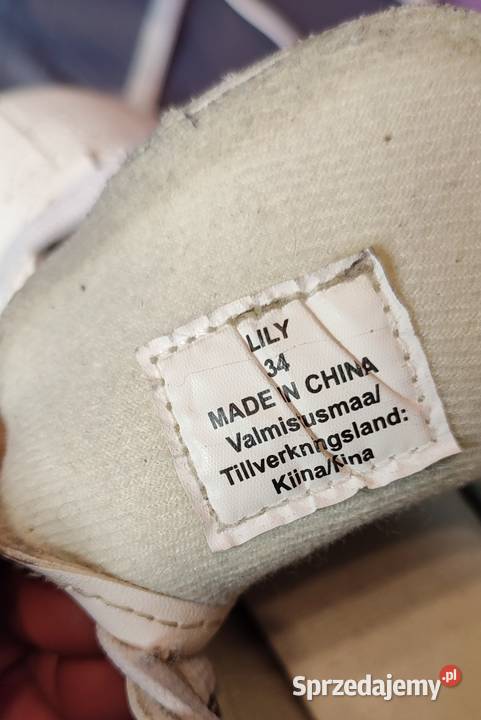 LILY
34
MADE IN CHINA
Valmistusmaa/
Tillverkningsland:
Kiina/Kina
Sprzedajemy.pl